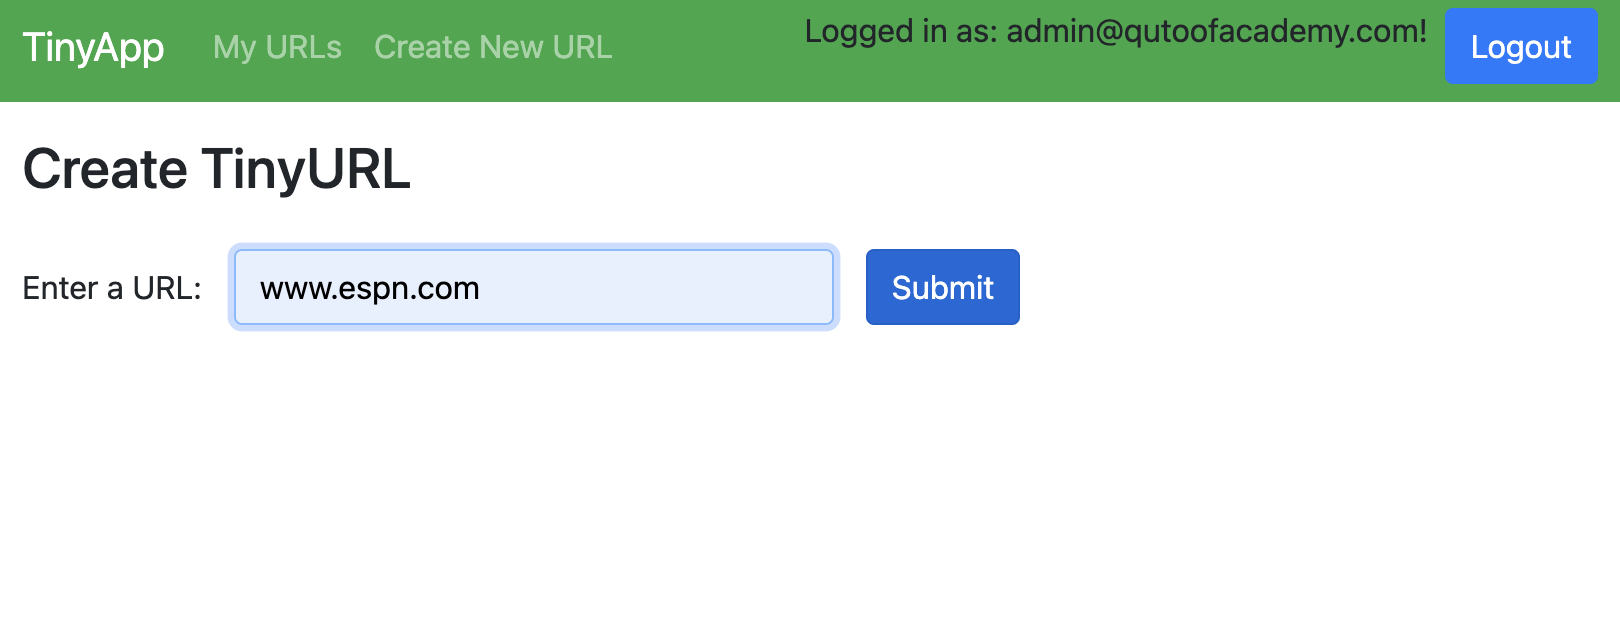 TinyApp My URLs Create New URL Logged in as: admin@qutoofacademy.com! Logout
Create TinyURL
Enter a URL: www.espn.com Submit